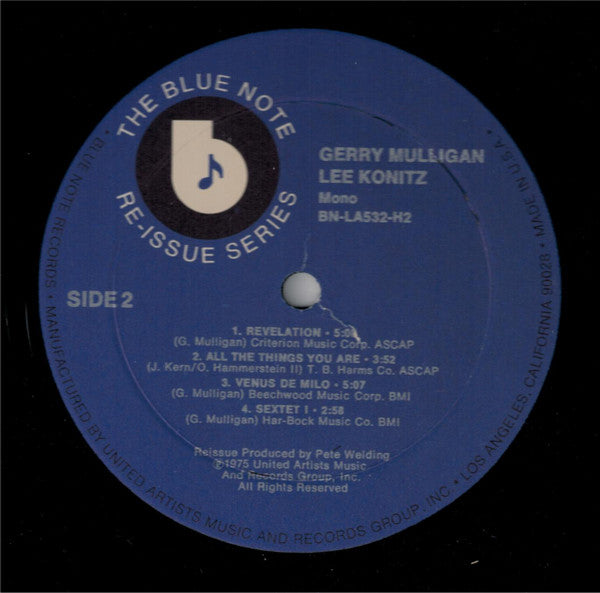 THE BLUE NOTE
RE-ISSUE SERIES
b
GERRY MULLIGAN
LEE KONITZ
Mono
BN-LA532-H2
SIDE 2
1. REVELATION • 5:04
(G. Mulligan) Criterion Music Corp. ASCAP
2. ALL THE THINGS YOU ARE • 3:52
(J. Kern/O. Hammerstein II) T. B. Harms Co. ASCAP
3. VENUS DE MILO • 5:07
(G. Mulligan) Beechwood Music Corp. BMI
4. SEXTET I • 2:58
(G. Mulligan) Har-Bock Music Co. BMI
Reissue Produced by Pete Welding
℗1975 United Artists Music
And Records Group, Inc.
All Rights Reserved
• BLUE NOTE RECORDS • MANUFACTURED BY UNITED ARTISTS MUSIC AND RECORDS GROUP, INC • LOS ANGELES, CALIFORNIA 90028 • MADE IN U.S.A. •